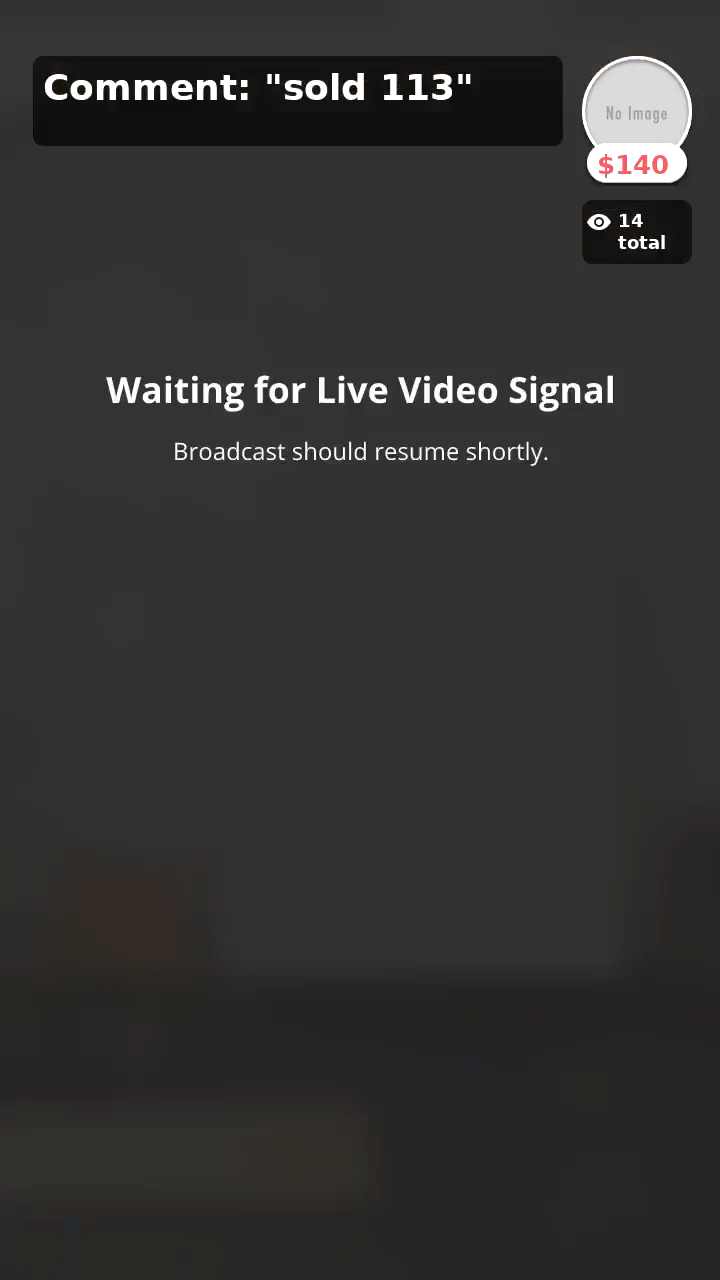 Comment: "sold 113"
No Image
$140
14
total
Waiting for Live Video Signal
Broadcast should resume shortly.